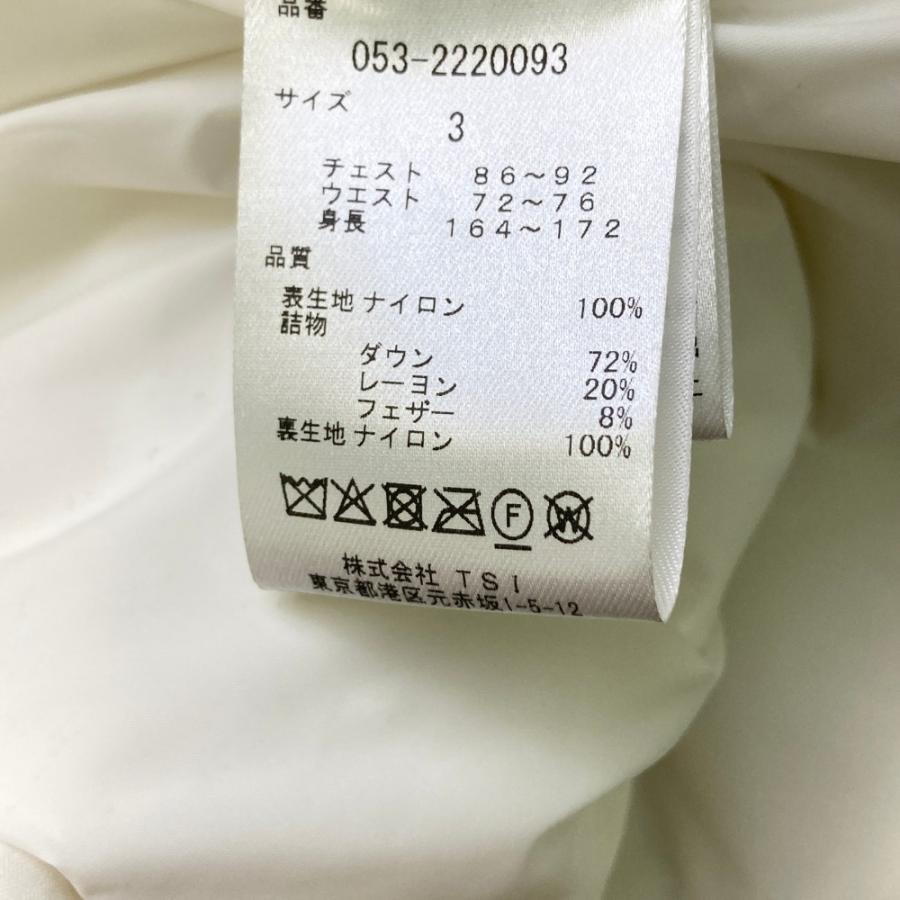 品番
053-2220093
サイズ
3
チェスト 86～92
ウエスト 72～76
身長 164～172
品質
表生地 ナイロン 100%
詰物
ダウン 72%
レーヨン 20%
フェザー 8%
裏生地 ナイロン 100%
F W
株式会社 TSI
東京都港区元赤坂1-5-12